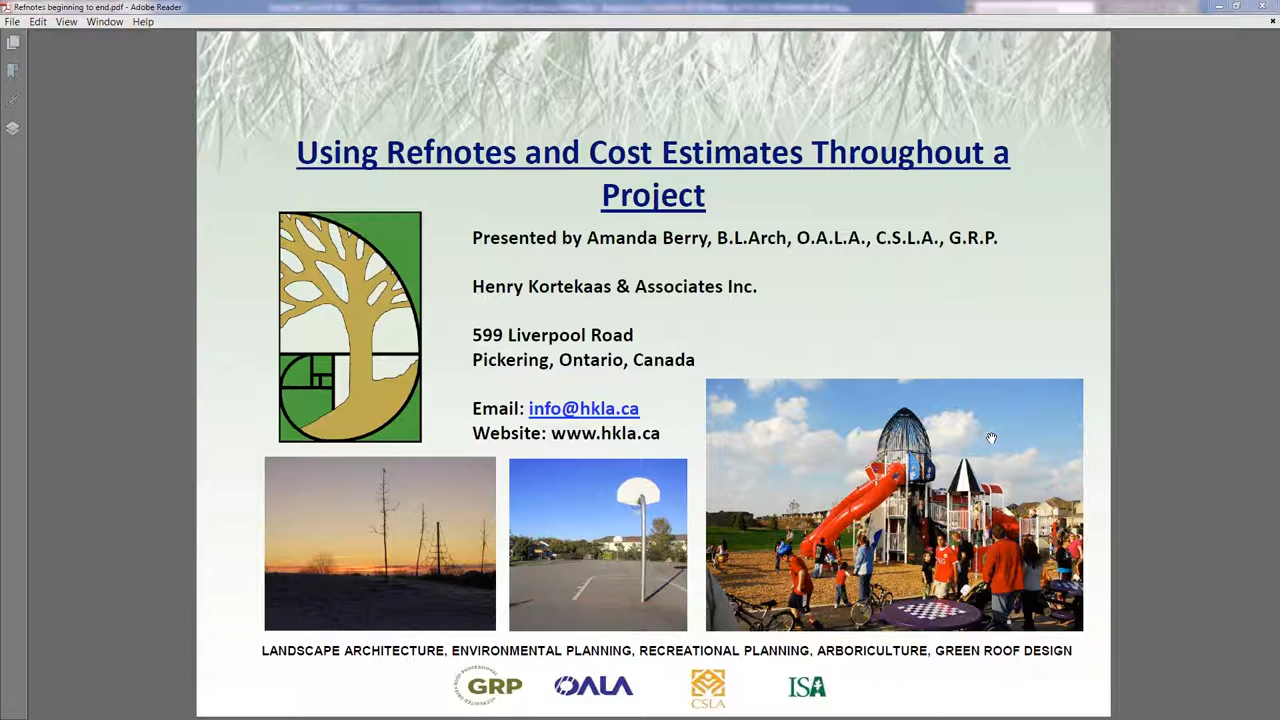 Refnotes beginning to end.pdf - Adobe Reader
File Edit View Window Help
Using Refnotes and Cost Estimates Throughout a
Project
Presented by Amanda Berry, B.L.Arch, O.A.L.A., C.S.L.A., G.R.P.
Henry Kortekaas & Associates Inc.
599 Liverpool Road
Pickering, Ontario, Canada
Email: info@hkla.ca
Website: www.hkla.ca
LANDSCAPE ARCHITECTURE, ENVIRONMENTAL PLANNING, RECREATIONAL PLANNING, ARBORICULTURE, GREEN ROOF DESIGN
GRP OALA CSLA ISA